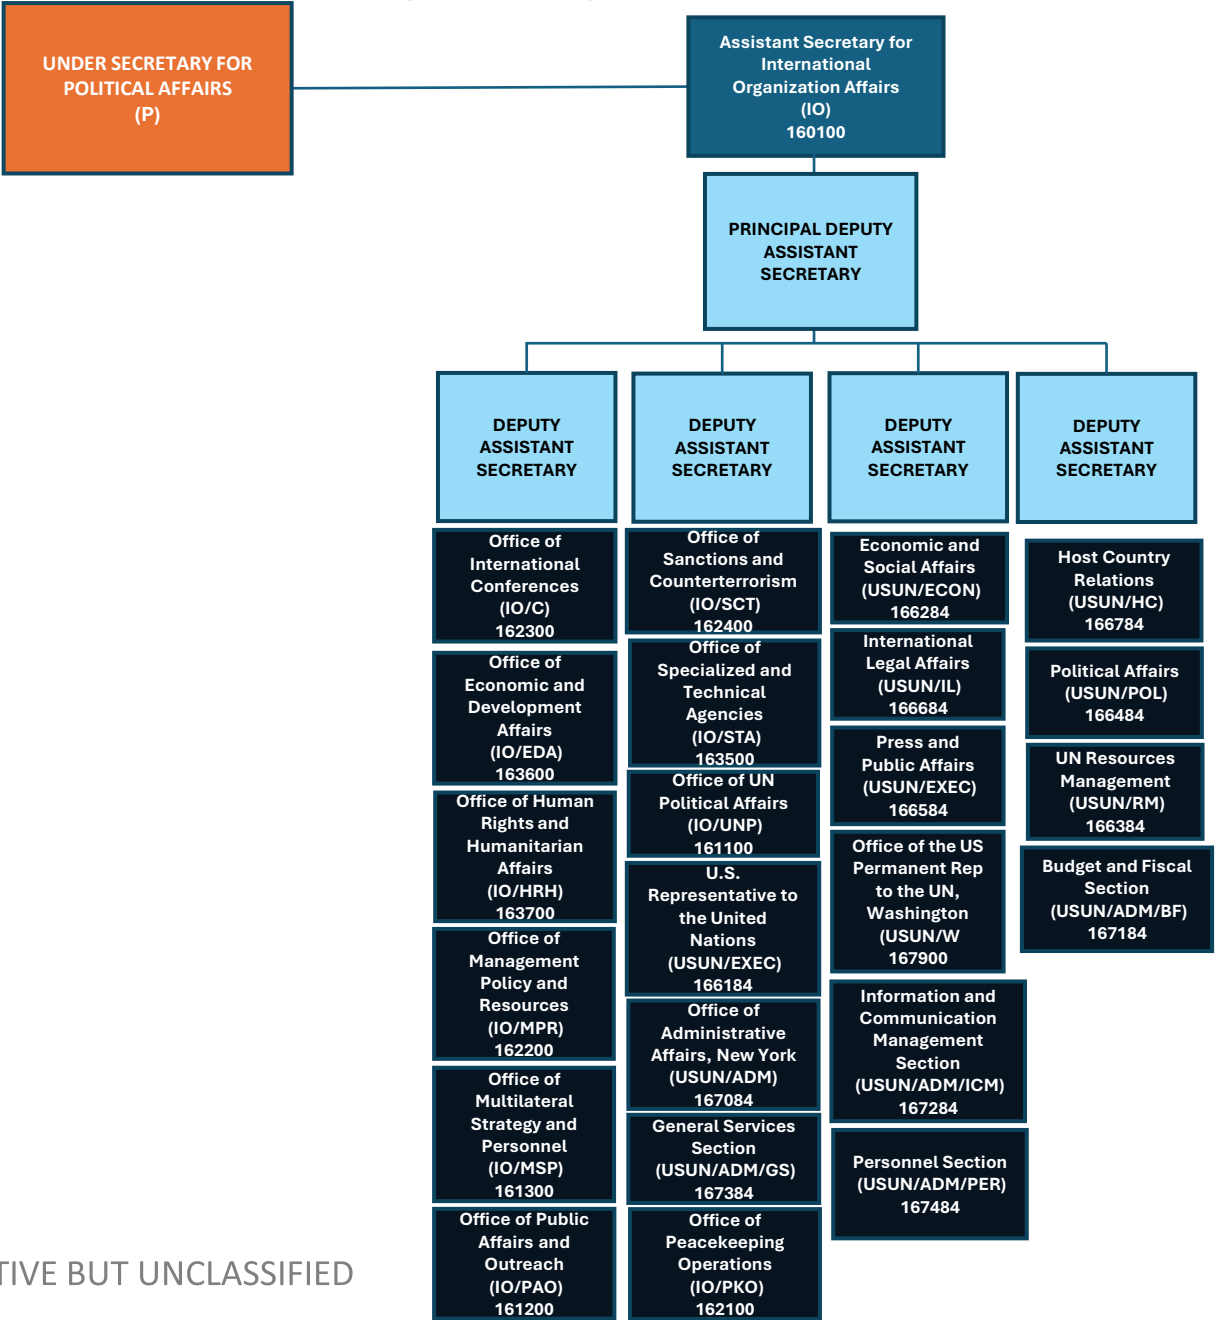 UNDER SECRETARY FOR
POLITICAL AFFAIRS
(P)
Assistant Secretary for
International
Organization Affairs
(IO)
160100
PRINCIPAL DEPUTY
ASSISTANT
SECRETARY
DEPUTY
ASSISTANT
SECRETARY
DEPUTY
ASSISTANT
SECRETARY
DEPUTY
ASSISTANT
SECRETARY
DEPUTY
ASSISTANT
SECRETARY
Office of
International
Conferences
(IO/C)
162300
Office of
Economic and
Development
Affairs
(IO/EDA)
163600
Office of Human
Rights and
Humanitarian
Affairs
(IO/HRH)
163700
Office of
Management
Policy and
Resources
(IO/MPR)
162200
Office of
Multilateral
Strategy and
Personnel
(IO/MSP)
161300
Office of Public
Affairs and
Outreach
(IO/PAO)
161200
Office of
Sanctions and
Counterterrorism
(IO/SCT)
162400
Office of
Specialized and
Technical
Agencies
(IO/STA)
163500
Office of UN
Political Affairs
(IO/UNP)
161100
U.S.
Representative to
the United
Nations
(USUN/EXEC)
166184
Office of
Administrative
Affairs, New York
(USUN/ADM)
167084
General Services
Section
(USUN/ADM/GS)
167384
Office of
Peacekeeping
Operations
(IO/PKO)
162100
Economic and
Social Affairs
(USUN/ECON)
166284
International
Legal Affairs
(USUN/IL)
166684
Press and
Public Affairs
(USUN/EXEC)
166584
Office of the US
Permanent Rep
to the UN,
Washington
(USUN/W
167900
Information and
Communication
Management
Section
(USUN/ADM/ICM)
167284
Personnel Section
(USUN/ADM/PER)
167484
Host Country
Relations
(USUN/HC)
166784
Political Affairs
(USUN/POL)
166484
UN Resources
Management
(USUN/RM)
166384
Budget and Fiscal
Section
(USUN/ADM/BF)
167184
TIVE BUT UNCLASSIFIED